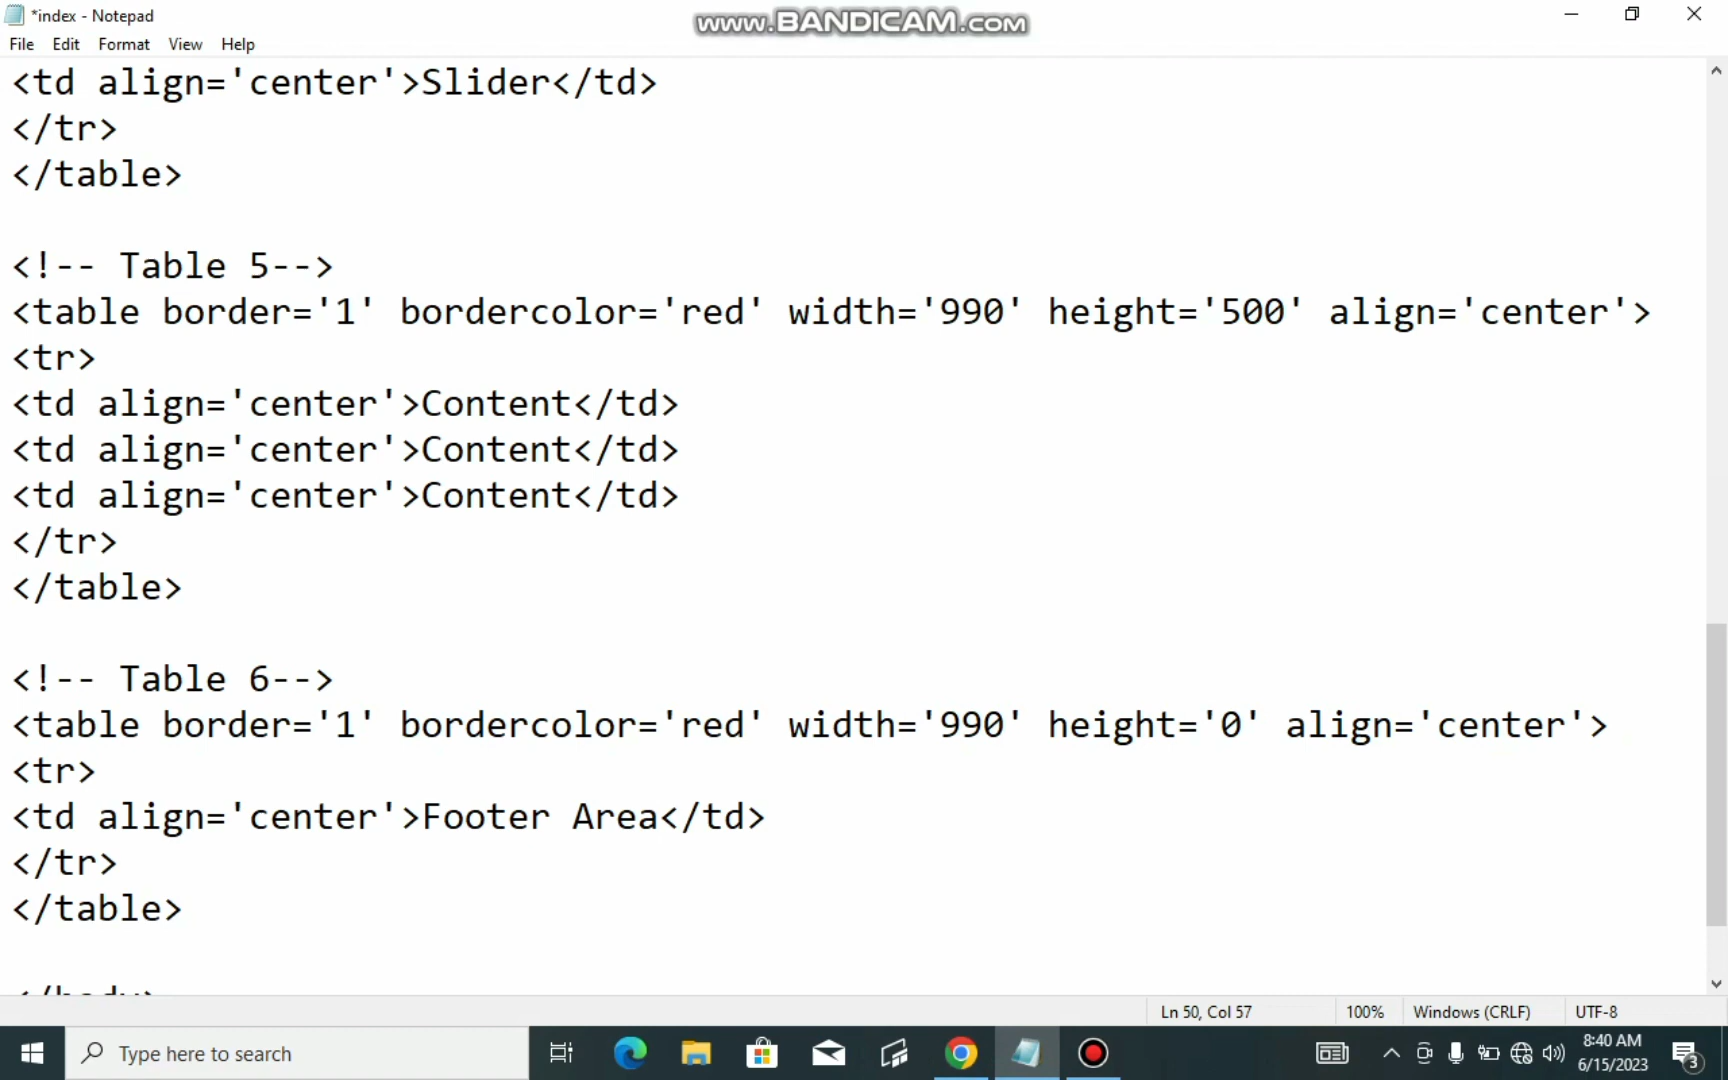 *index - Notepad
www.BANDICAM.com
File Edit Format View Help
<td align='center'>Slider</td>
</tr>
</table>
<!-- Table 5-->
<table border='1' bordercolor='red' width='990' height='500' align='center'>
<tr>
<td align='center'>Content</td>
<td align='center'>Content</td>
<td align='center'>Content</td>
</tr>
</table>
<!-- Table 6-->
<table border='1' bordercolor='red' width='990' height='0' align='center'>
<tr>
<td align='center'>Footer Area</td>
</tr>
</table>
</body>
Ln 50, Col 57 100% Windows (CRLF) UTF-8
Type here to search
8:40 AM
6/15/2023
3